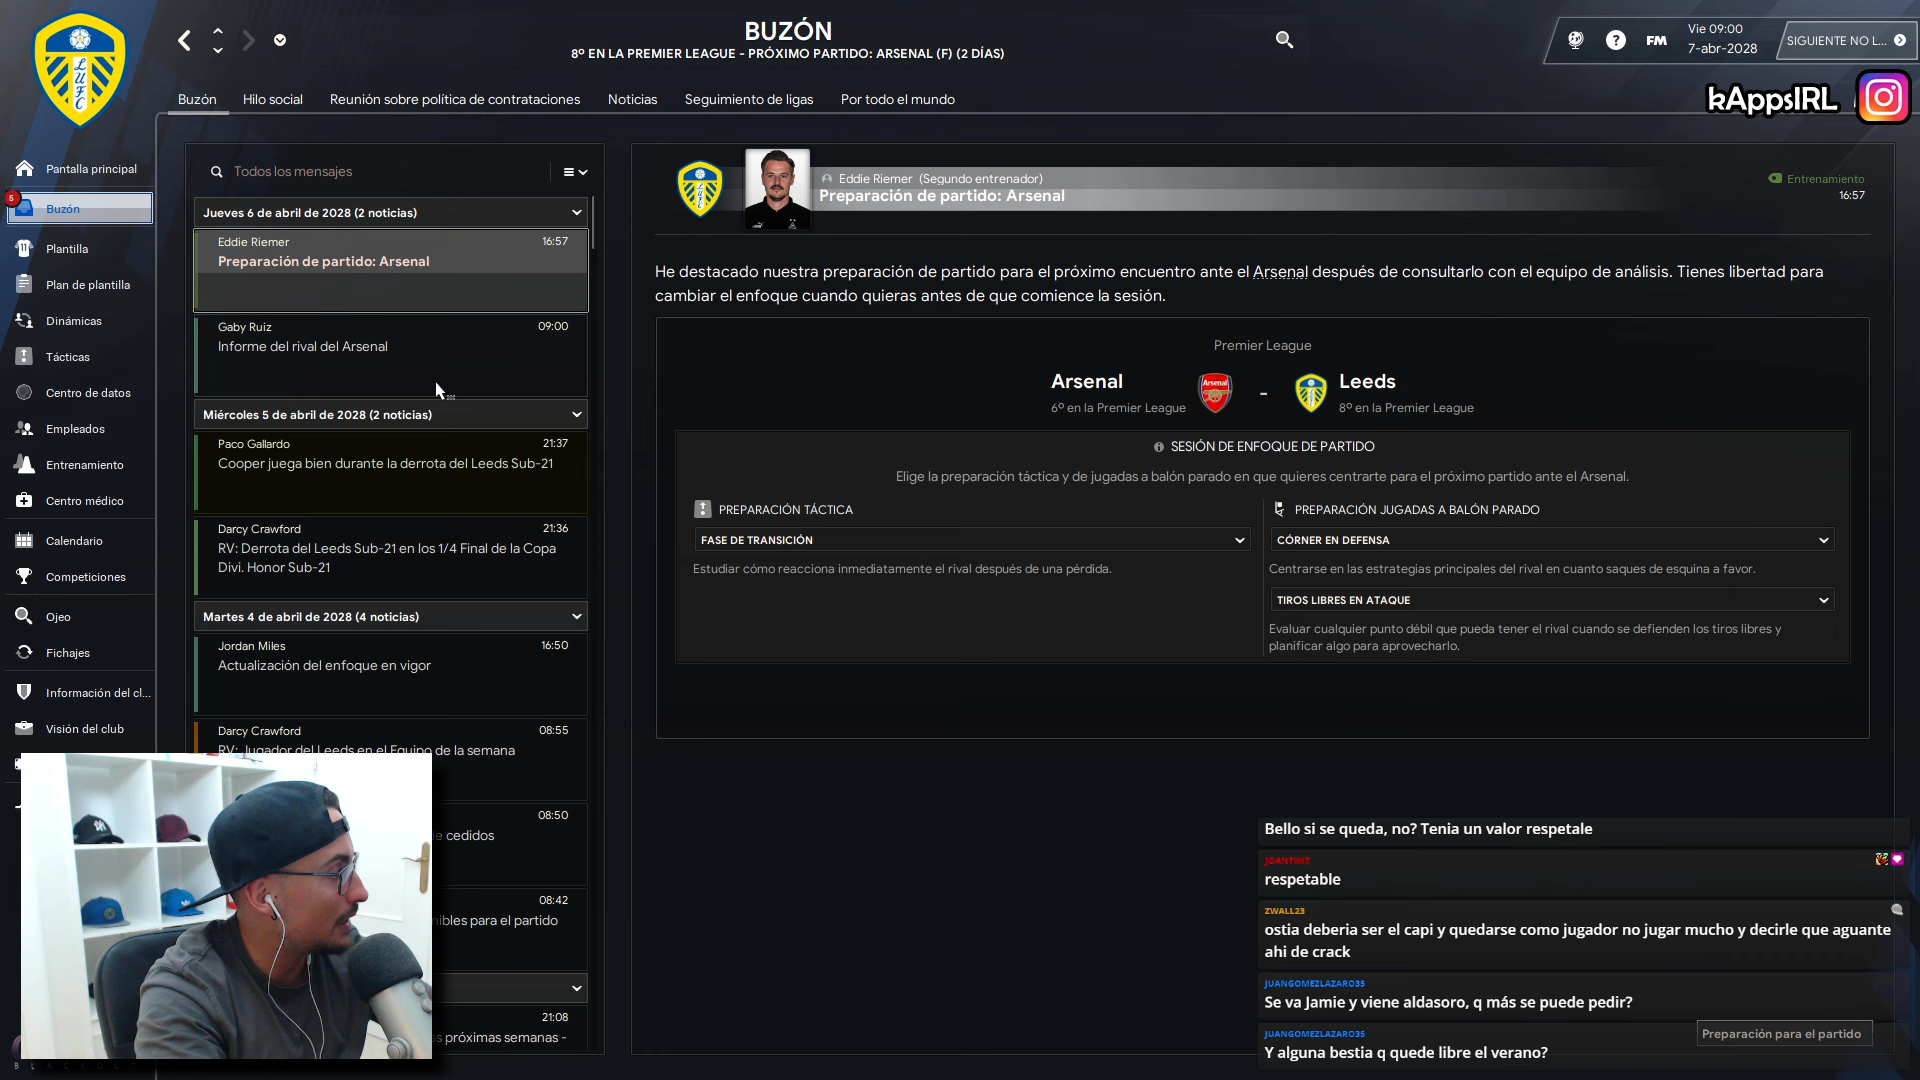 BUZÓN
8º EN LA PREMIER LEAGUE - PRÓXIMO PARTIDO: ARSENAL (F) (2 DÍAS)
FM
Vie 09:00
7-abr-2028
SIGUIENTE NO L...
Buzón
Hilo social
Reunión sobre política de contrataciones
Noticias
Seguimiento de ligas
Por todo el mundo
kAppsIRL
LUFC
Pantalla principal
5
Buzón
Plantilla
Plan de plantilla
Dinámicas
Tácticas
Centro de datos
Empleados
Entrenamiento
Centro médico
Calendario
Competiciones
Ojeo
Fichajes
Información del cl...
Visión del club
Todos los mensajes
Jueves 6 de abril de 2028 (2 noticias)
Eddie Riemer 16:57
Preparación de partido: Arsenal
Gaby Ruiz 09:00
Informe del rival del Arsenal
Miércoles 5 de abril de 2028 (2 noticias)
Paco Gallardo 21:37
Cooper juega bien durante la derrota del Leeds Sub-21
Darcy Crawford 21:36
RV: Derrota del Leeds Sub-21 en los 1/4 Final de la Copa
Divi. Honor Sub-21
Martes 4 de abril de 2028 (4 noticias)
Jordan Miles 16:50
Actualización del enfoque en vigor
Darcy Crawford 08:55
RV: Jugador del Leeds en el Equipo de la semana
08:50
cedidos
08:42
para el partido
21:08
próximas semanas -
Eddie Riemer (Segundo entrenador)
Preparación de partido: Arsenal
Entrenamiento
16:57
He destacado nuestra preparación de partido para el próximo encuentro ante el Arsenal después de consultarlo con el equipo de análisis. Tienes libertad para
cambiar el enfoque cuando quieras antes de que comience la sesión.
Premier League
Arsenal
6º en la Premier League
Arsenal
-
Leeds
8º en la Premier League
SESIÓN DE ENFOQUE DE PARTIDO
Elige la preparación táctica y de jugadas a balón parado en que quieres centrarte para el próximo partido ante el Arsenal.
PREPARACIÓN TÁCTICA
FASE DE TRANSICIÓN
Estudiar cómo reacciona inmediatamente el rival después de una pérdida.
PREPARACIÓN JUGADAS A BALÓN PARADO
CÓRNER EN DEFENSA
Centrarse en las estrategias principales del rival en cuanto saques de esquina a favor.
TIROS LIBRES EN ATAQUE
Evaluar cualquier punto débil que pueda tener el rival cuando se defienden los tiros libres y
planificar algo para aprovecharlo.
Bello si se queda, no? Tenia un valor respetale
JOANTWIT
respetable
ZWALL23
ostia deberia ser el capi y quedarse como jugador no jugar mucho y decirle que aguante
ahi de crack
JUANGOMEZLAZARO35
Se va Jamie y viene aldasoro, q más se puede pedir?
JUANGOMEZLAZARO35
Y alguna bestia q quede libre el verano?
Preparación para el partido